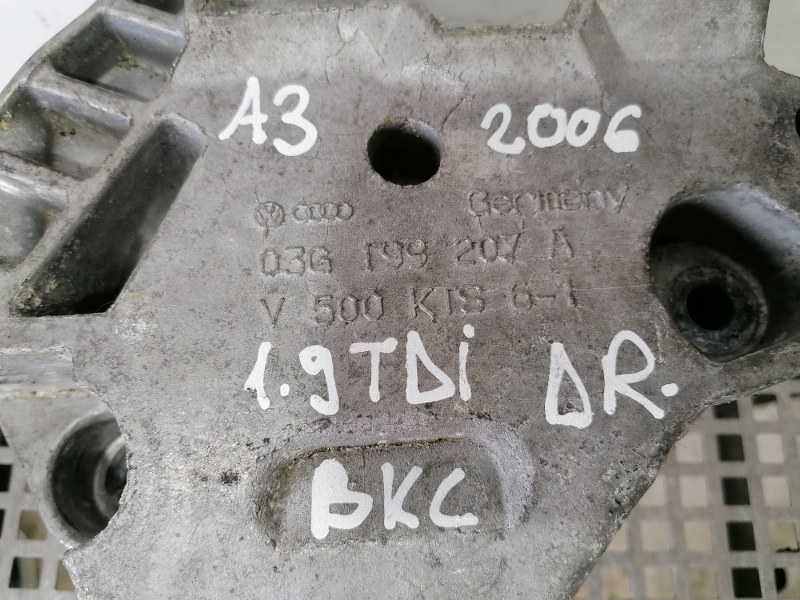 A3 2006
Germany
03G 199 207 A
V 500 KTS 6-1
1.9TDi DR.
BKC